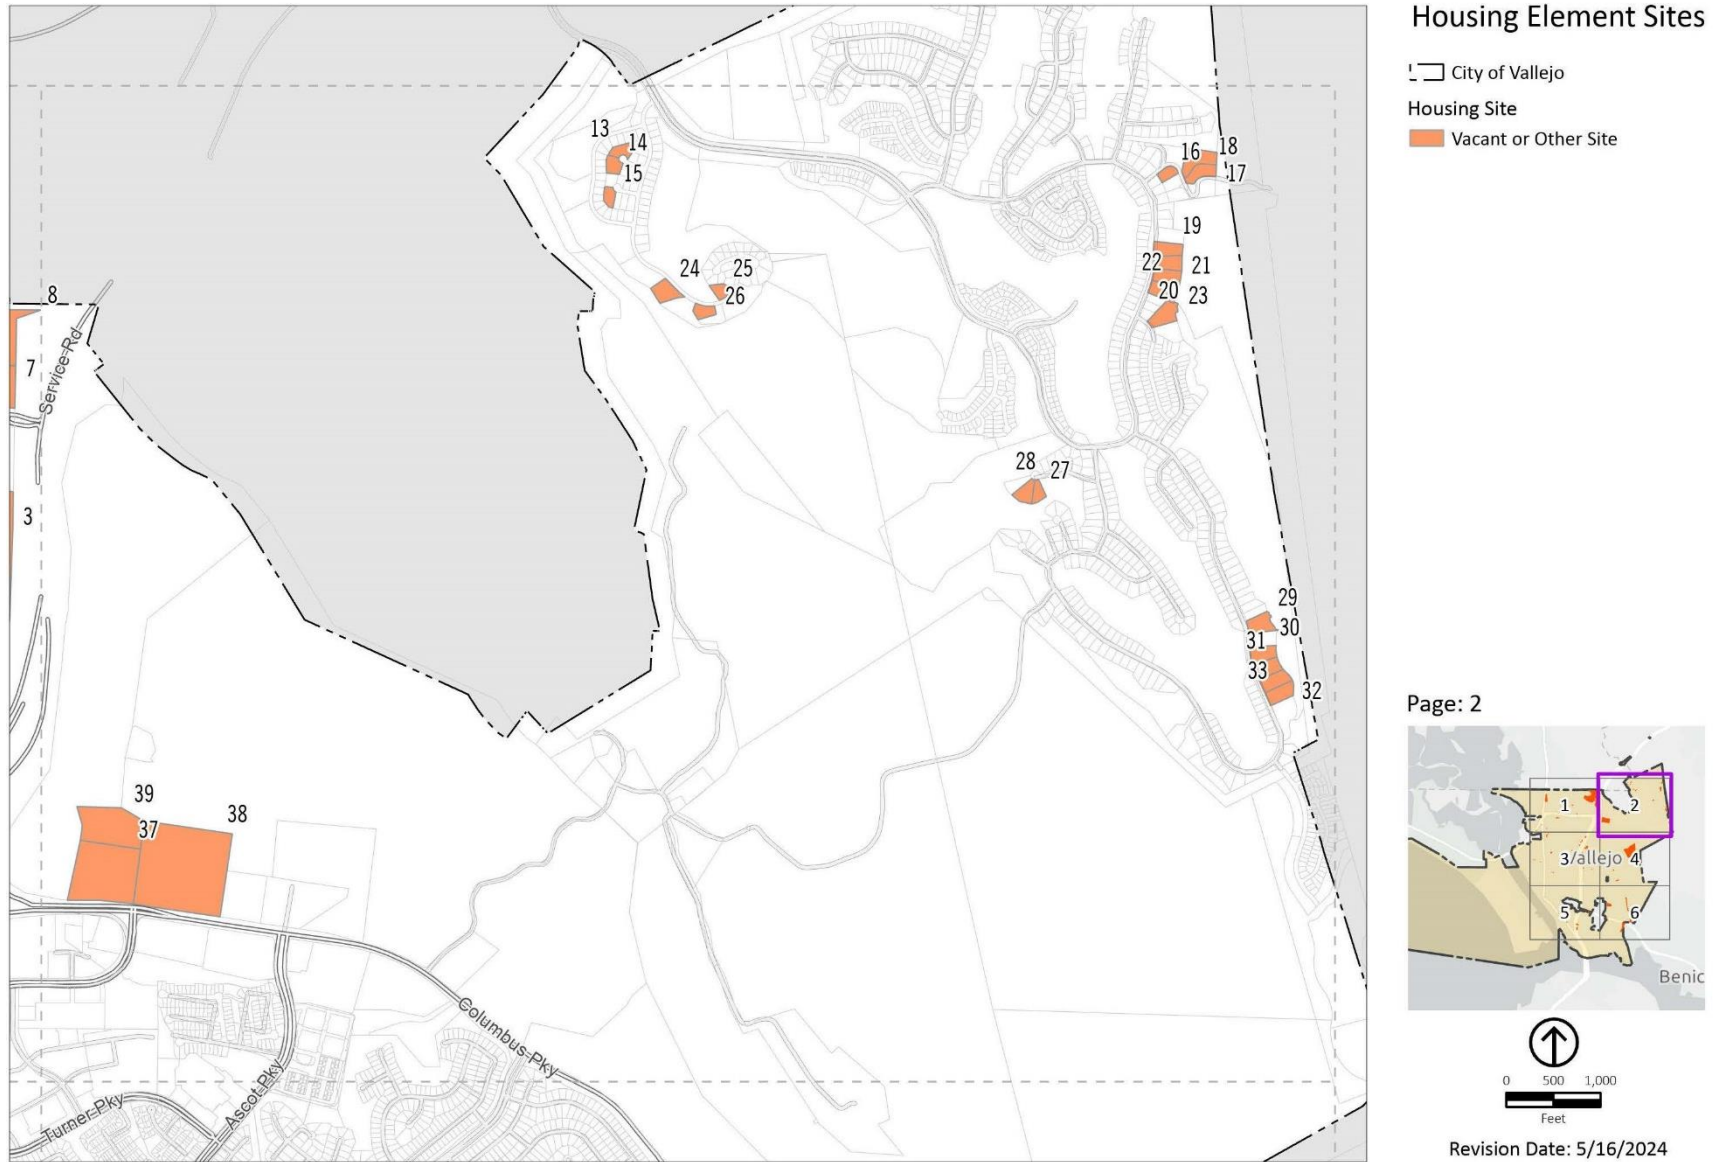 Housing Element Sites
City of Vallejo
Housing Site
Vacant or Other Site
13
14
15
16
18
17
19
22
21
20
23
24
25
26
8
7
Service Rd
3
28
27
29
30
31
33
32
39
37
38
Columbus Pky
Ascot Pky
Turner Pky
Page: 2
1
2
3
Vallejo
4
5
6
Benic
0 500 1,000
Feet
Revision Date: 5/16/2024